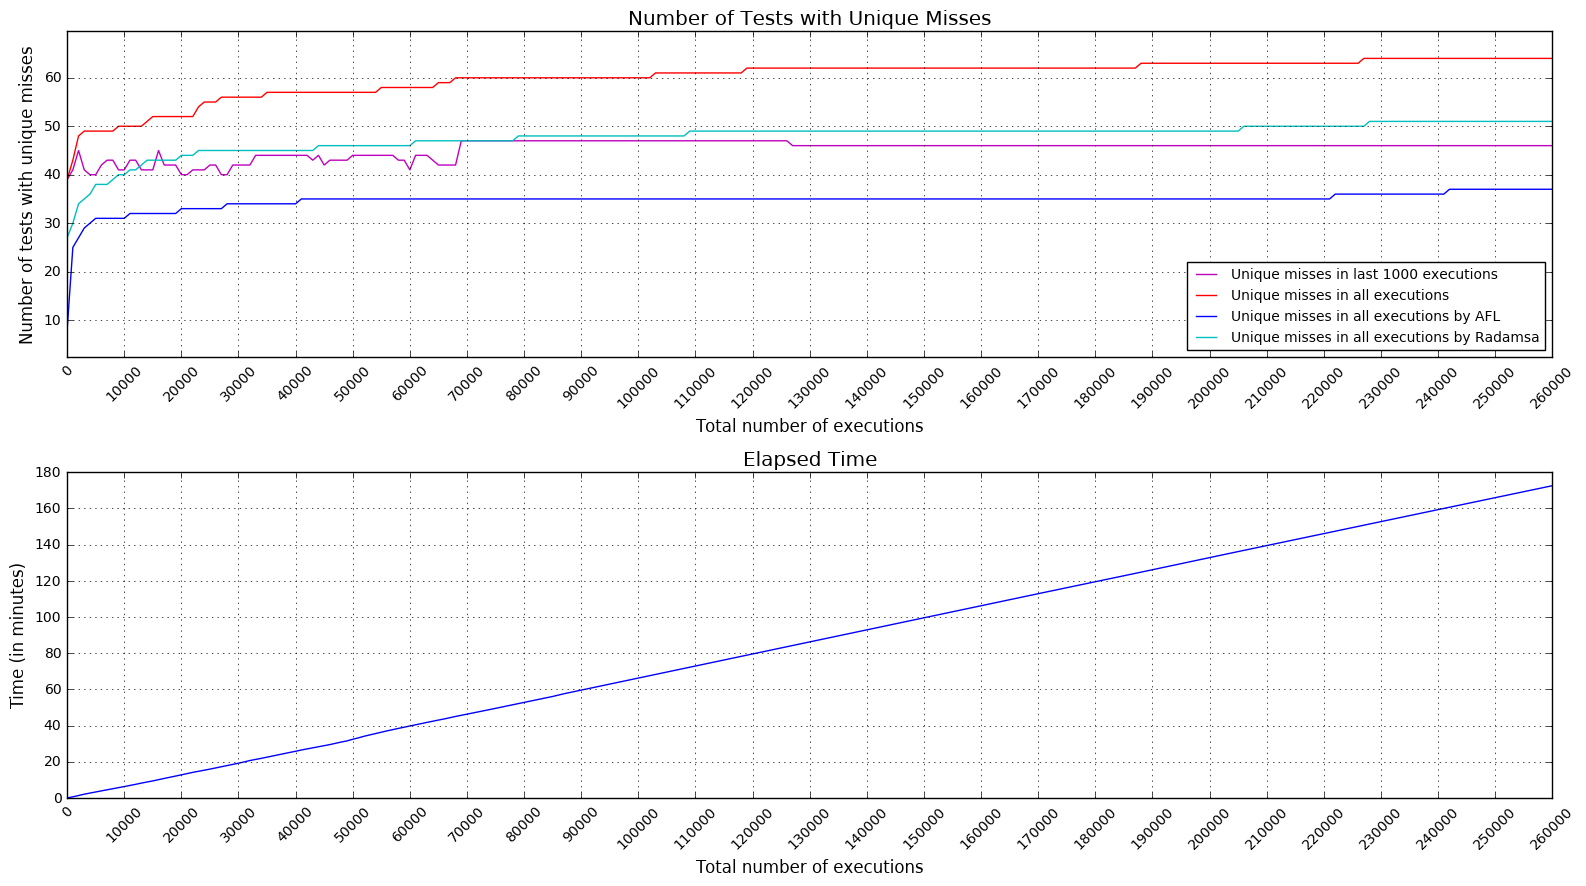 Number of Tests with Unique Misses
Number of tests with unique misses
60
50
40
30
20
10
Unique misses in last 1000 executions
Unique misses in all executions
Unique misses in all executions by AFL
Unique misses in all executions by Radamsa
0 10000 20000 30000 40000 50000 60000 70000 80000 90000 100000 110000 120000 130000 140000 150000 160000 170000 180000 190000 200000 210000 220000 230000 240000 250000 260000
Total number of executions
Elapsed Time
Time (in minutes)
180
160
140
120
100
80
60
40
20
0
0 10000 20000 30000 40000 50000 60000 70000 80000 90000 100000 110000 120000 130000 140000 150000 160000 170000 180000 190000 200000 210000 220000 230000 240000 250000 260000
Total number of executions